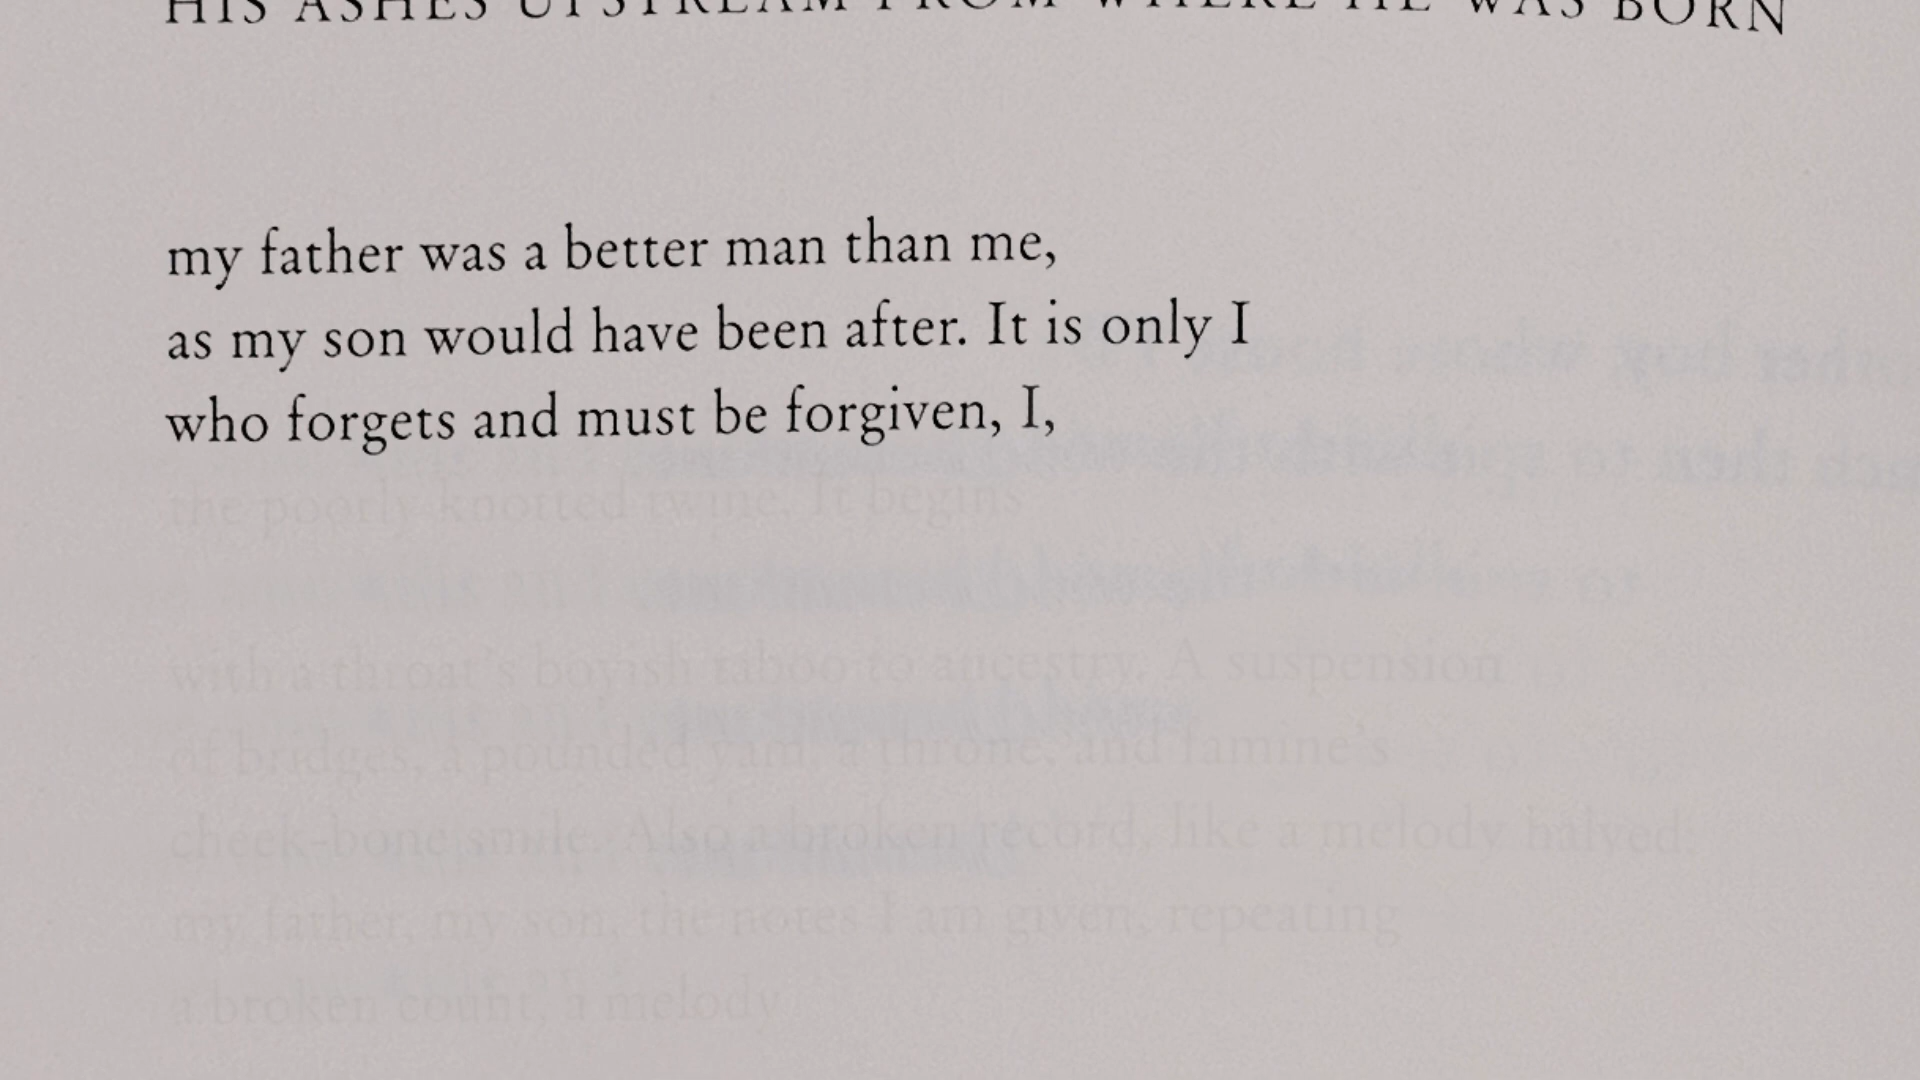 HIS ASHES UPSTREAM FROM WHERE HE WAS BORN
my father was a better man than me,
as my son would have been after. It is only I
who forgets and must be forgiven, I,
the poorly knotted twine. It begins
with a throat's boyish taboo to ancestry. A suspension
of bridges, a pounded yam, a throne, and famine's
cheek-bone smile. Also a broken record, like a melody halved,
my father, my son, the notes I am given, repeating
a broken count, a melody